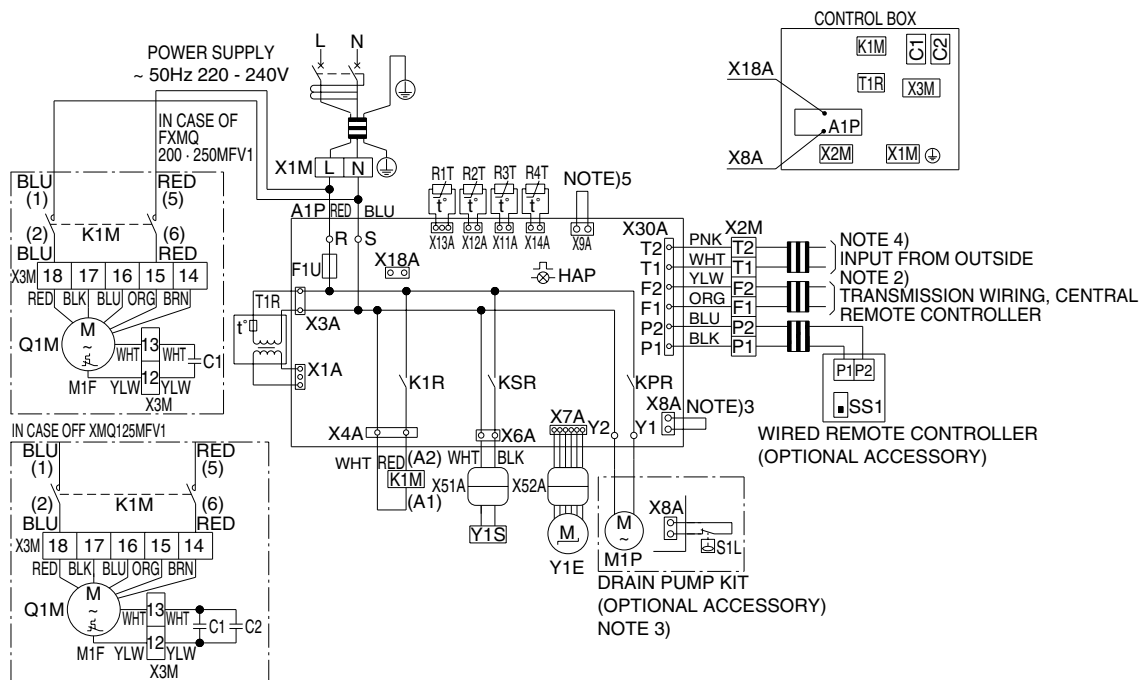 CONTROL BOX
K1M
C1
C2
X18A
T1R
X3M
A1P
X8A
X2M
X1M
L N
POWER SUPPLY
~ 50Hz 220 - 240V
IN CASE OF
FXMQ
200 · 250MFV1
X1M L N
A1P RED BLU
R S
R1T R2T R3T R4T
t° t° t° t°
X13A X12A X11A X14A
NOTE)5
X9A
F1U
X18A
HAP
T1R
t°
X3A
X1A
K1R
KSR
KPR
X30A
T2
T1
F2
F1
P2
P1
PNK
WHT
YLW
ORG
BLU
BLK
X2M
T2
T1
F2
F1
P2
P1
NOTE 4)
INPUT FROM OUTSIDE
NOTE 2)
TRANSMISSION WIRING, CENTRAL
REMOTE CONTROLLER
P1 P2
SS1
WIRED REMOTE CONTROLLER
(OPTIONAL ACCESSORY)
X8A NOTE)3
X4A
X6A
X7A
Y2 Y1
WHT RED (A2) WHT BLK
K1M
(A1)
X51A
X52A
Y1S
M
Y1E
M
~
M1P
X8A
S1L
DRAIN PUMP KIT
(OPTIONAL ACCESSORY)
NOTE 3)
BLU RED
(1) (5)
K1M
(2) (6)
BLU RED
X3M 18 17 16 15 14
RED BLK BLU ORG BRN
M
~
Q1M
WHT 13 WHT
C1
12
M1F YLW YLW
X3M
IN CASE OFF XMQ125MFV1
BLU RED
(1) (5)
K1M
(2) (6)
BLU RED
X3M 18 17 16 15 14
RED BLK BLU ORG BRN
M
~
Q1M
WHT 13 WHT
C1 C2
12
M1F YLW YLW
X3M